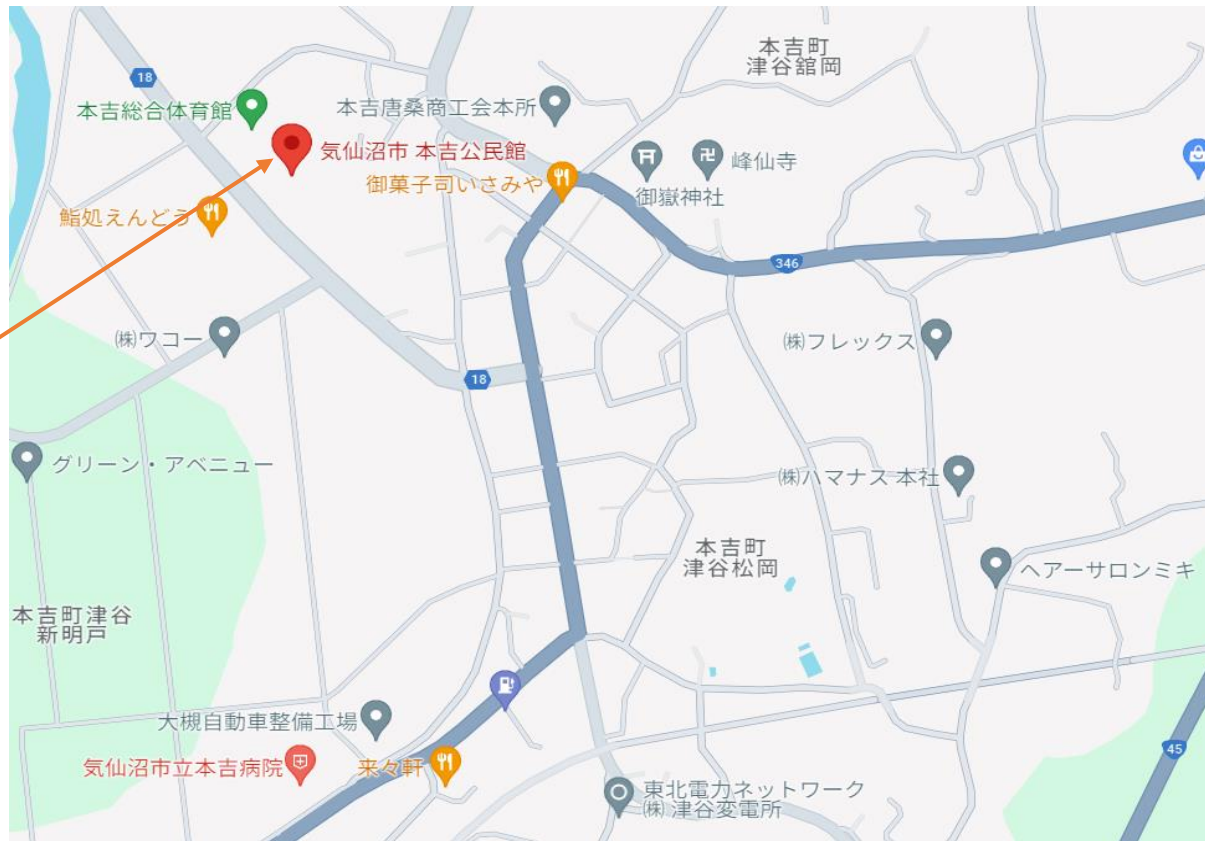 本吉町
津谷舘岡
18
本吉総合体育館
本吉唐桑商工会本所
気仙沼市 本吉公民館
御菓子司いさみや
峰仙寺
御嶽神社
鮨処えんどう
346
㈱ワコー
㈱フレックス
18
グリーン・アベニュー
㈱ハマナス 本社
本吉町
津谷松岡
ヘアーサロンミキ
本吉町津谷
新明戸
大槻自動車整備工場
45
気仙沼市立本吉病院
来々軒
東北電力ネットワーク
㈱ 津谷変電所